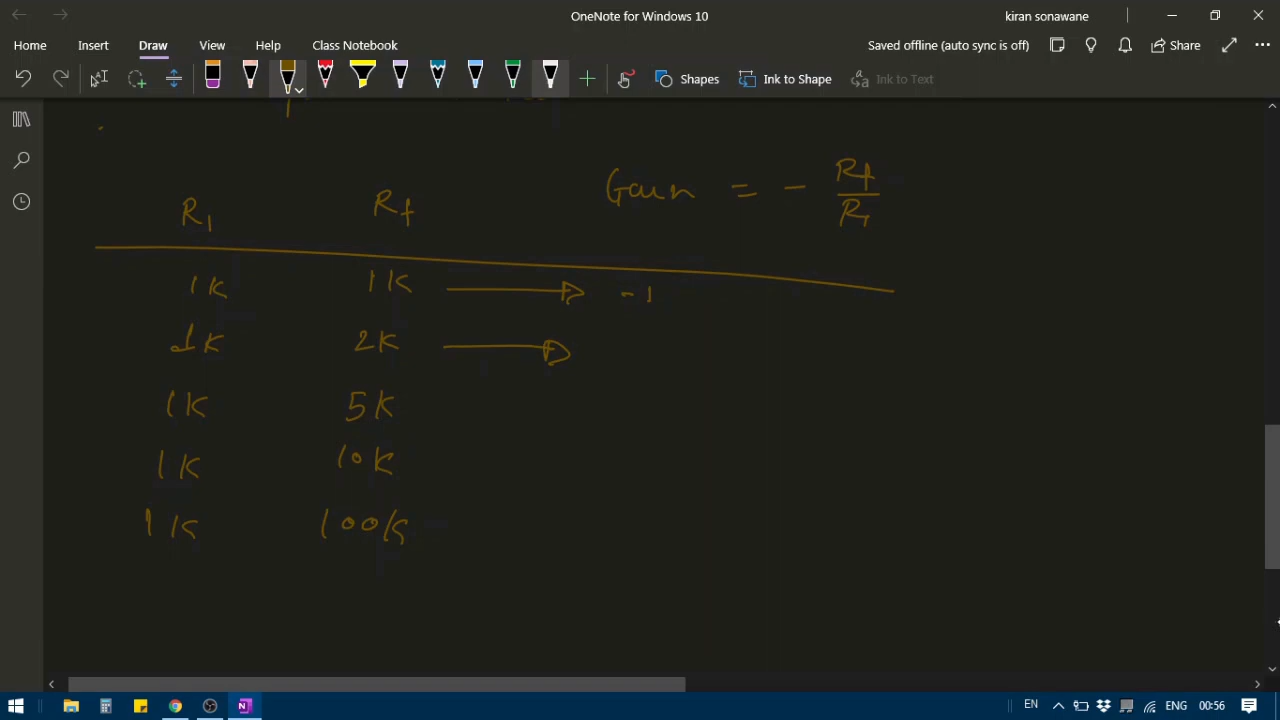 OneNote for Windows 10
kiran sonawane
Home Insert Draw View Help Class Notebook
Saved offline (auto sync is off) Share
Shapes Ink to Shape Ink to Text
Gain = - Rf/R1
R1 Rf
1K 1K → -1
1K 2K →
1K 5K
1K 10K
1K 100K
EN ENG 00:56